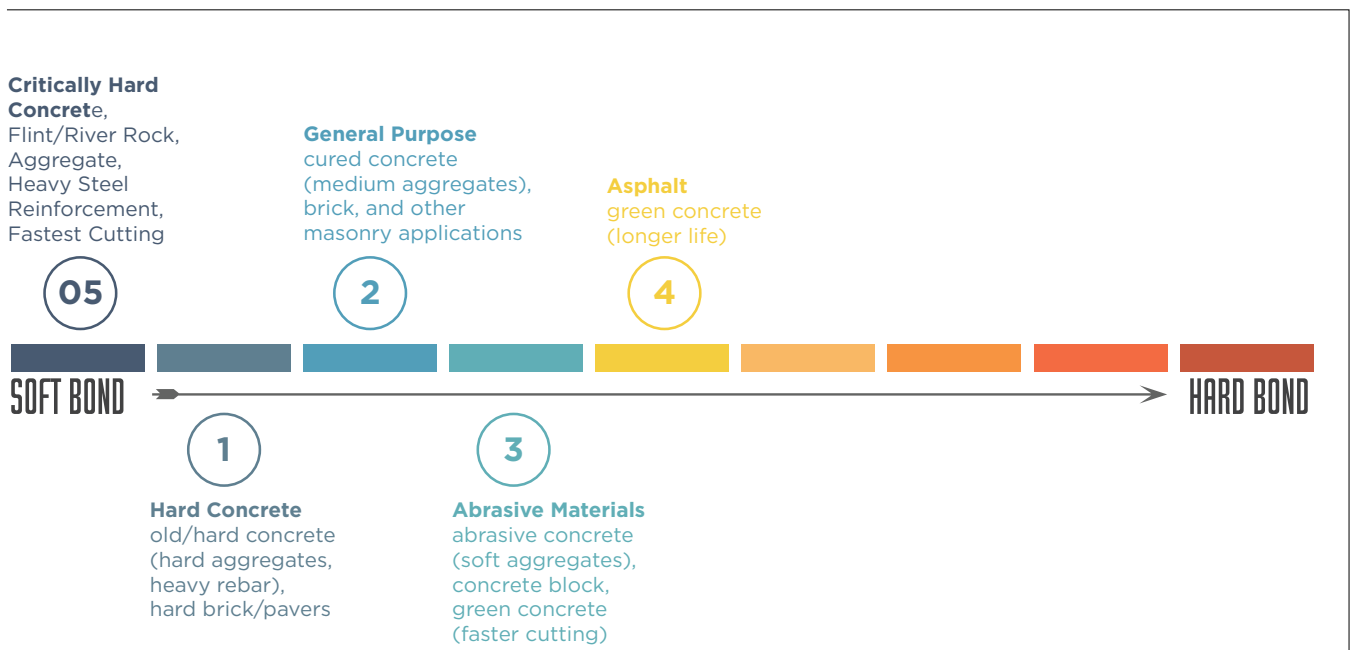 Critically Hard
Concrete,
Flint/River Rock,
Aggregate,
Heavy Steel
Reinforcement,
Fastest Cutting
05
General Purpose
cured concrete
(medium aggregates),
brick, and other
masonry applications
2
Asphalt
green concrete
(longer life)
4
SOFT BOND
HARD BOND
1
Hard Concrete
old/hard concrete
(hard aggregates,
heavy rebar),
hard brick/pavers
3
Abrasive Materials
abrasive concrete
(soft aggregates),
concrete block,
green concrete
(faster cutting)